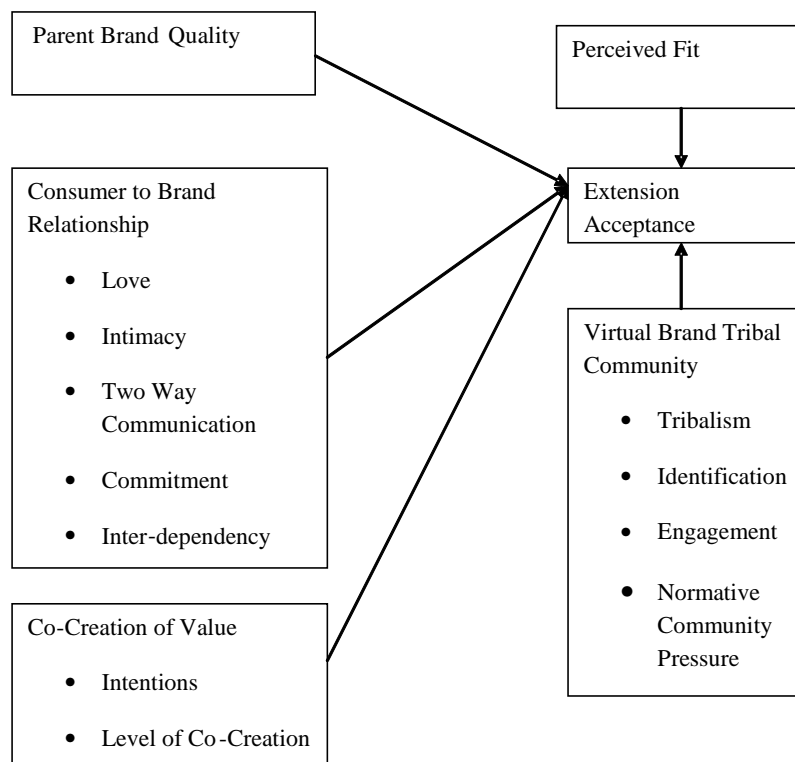 Parent Brand Quality
Perceived Fit
Consumer to Brand
Relationship
• Love
• Intimacy
• Two Way
Communication
• Commitment
• Inter-dependency
Extension
Acceptance
Virtual Brand Tribal
Community
• Tribalism
• Identification
• Engagement
• Normative
Community
Pressure
Co-Creation of Value
• Intentions
• Level of Co-Creation